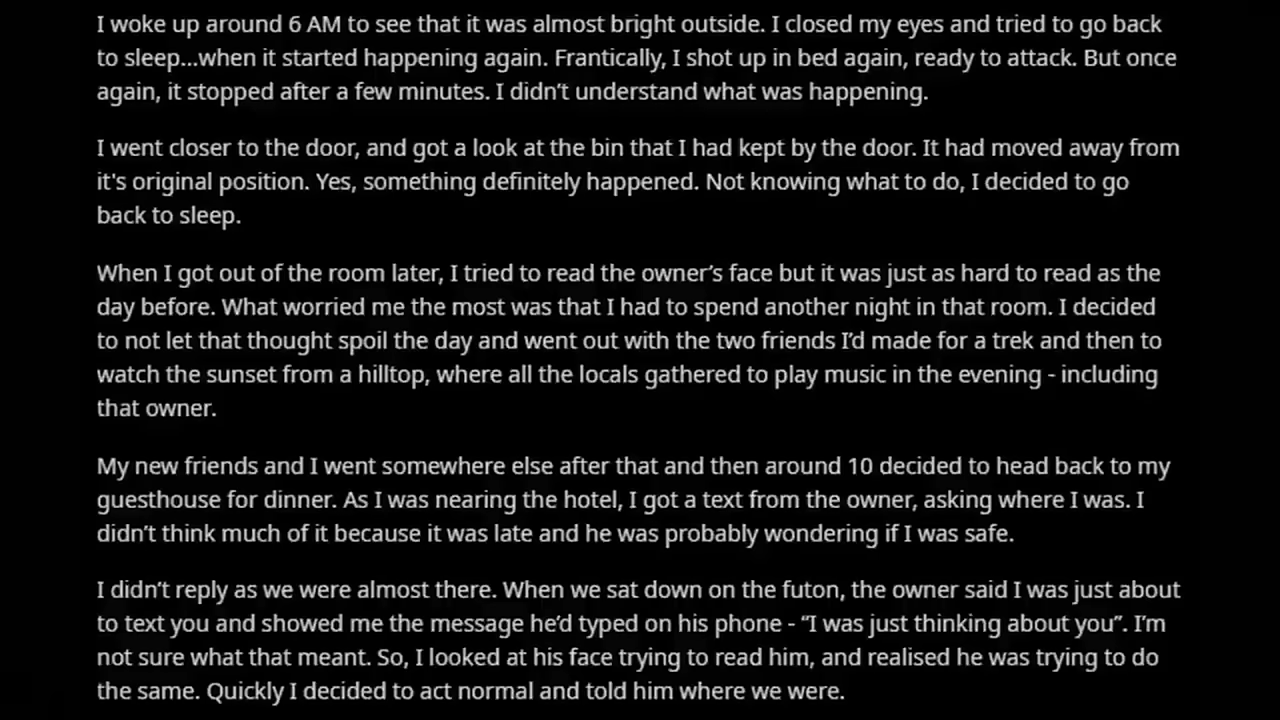 I woke up around 6 AM to see that it was almost bright outside. I closed my eyes and tried to go back
to sleep...when it started happening again. Frantically, I shot up in bed again, ready to attack. But once
again, it stopped after a few minutes. I didn’t understand what was happening.
I went closer to the door, and got a look at the bin that I had kept by the door. It had moved away from
it's original position. Yes, something definitely happened. Not knowing what to do, I decided to go
back to sleep.
When I got out of the room later, I tried to read the owner’s face but it was just as hard to read as the
day before. What worried me the most was that I had to spend another night in that room. I decided
to not let that thought spoil the day and went out with the two friends I’d made for a trek and then to
watch the sunset from a hilltop, where all the locals gathered to play music in the evening - including
that owner.
My new friends and I went somewhere else after that and then around 10 decided to head back to my
guesthouse for dinner. As I was nearing the hotel, I got a text from the owner, asking where I was. I
didn’t think much of it because it was late and he was probably wondering if I was safe.
I didn’t reply as we were almost there. When we sat down on the futon, the owner said I was just about
to text you and showed me the message he’d typed on his phone - “I was just thinking about you”. I’m
not sure what that meant. So, I looked at his face trying to read him, and realised he was trying to do
the same. Quickly I decided to act normal and told him where we were.